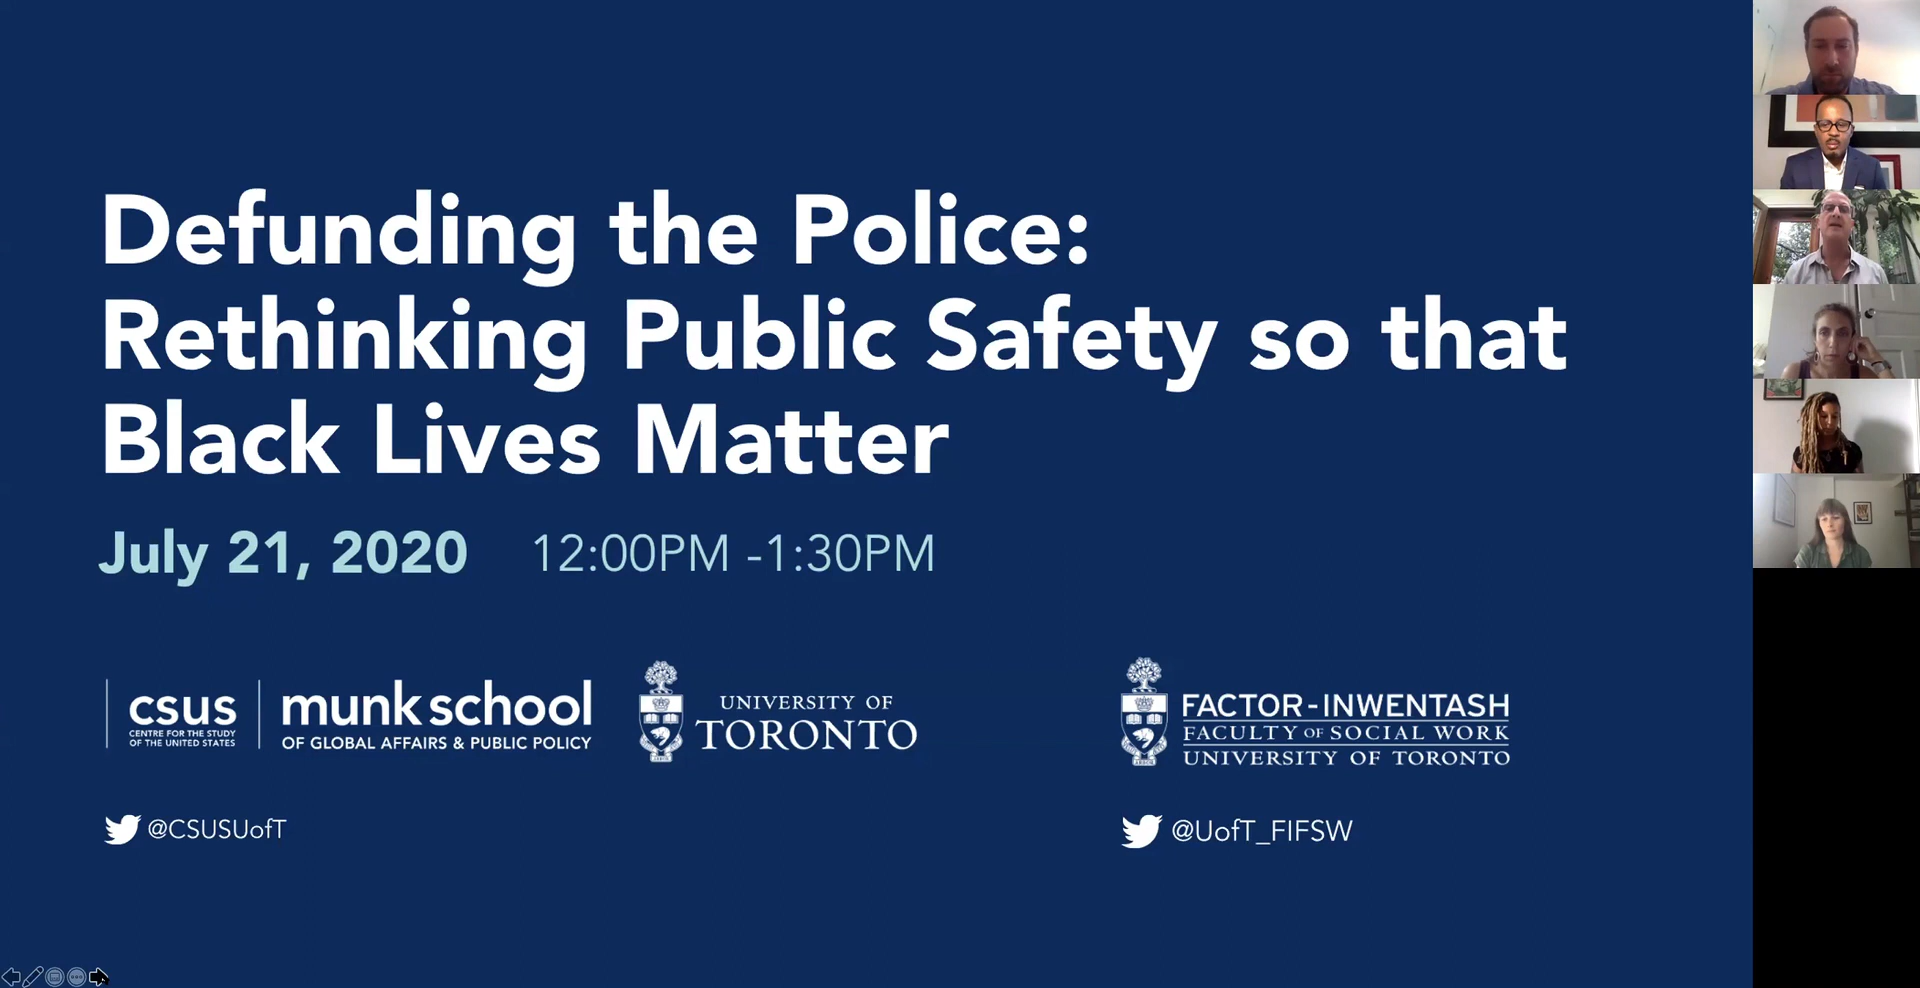 Defunding the Police:
Rethinking Public Safety so that
Black Lives Matter
July 21, 2020 12:00PM -1:30PM
csus
CENTRE FOR THE STUDY
OF THE UNITED STATES
munk school
OF GLOBAL AFFAIRS & PUBLIC POLICY
UNIVERSITY OF
TORONTO
FACTOR-INWENTASH
FACULTY OF SOCIAL WORK
UNIVERSITY OF TORONTO
@CSUSUofT
@UofT_FIFSW